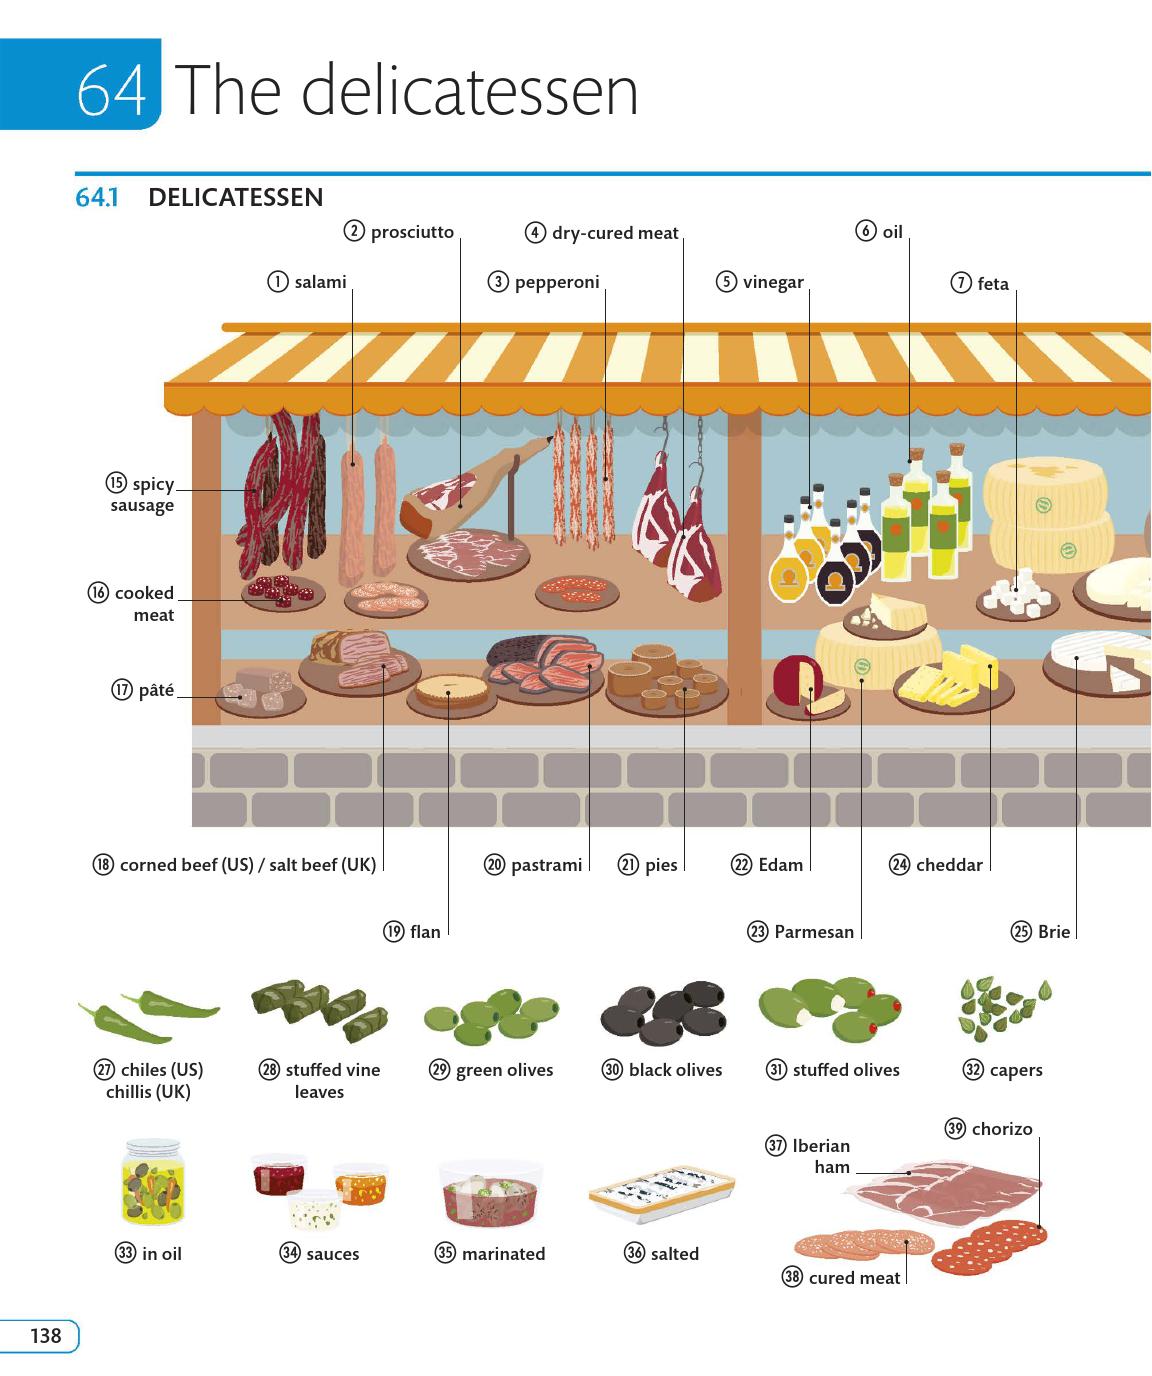 64 The delicatessen
64.1 DELICATESSEN
2 prosciutto
4 dry-cured meat
6 oil
1 salami
3 pepperoni
5 vinegar
7 feta
15 spicy
sausage
16 cooked
meat
17 pâté
18 corned beef (US) / salt beef (UK)
20 pastrami
21 pies
22 Edam
24 cheddar
19 flan
23 Parmesan
25 Brie
27 chiles (US)
chillis (UK)
28 stuffed vine
leaves
29 green olives
30 black olives
31 stuffed olives
32 capers
39 chorizo
37 Iberian
ham
33 in oil
34 sauces
35 marinated
36 salted
38 cured meat
138